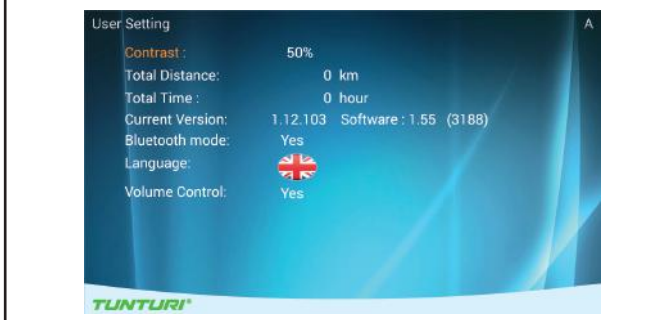 User Setting A
Contrast : 50%
Total Distance: 0 km
Total Time : 0 hour
Current Version: 1.12.103 Software : 1.55 (3188)
Bluetooth mode: Yes
Language:
Volume Control: Yes
TUNTURI®